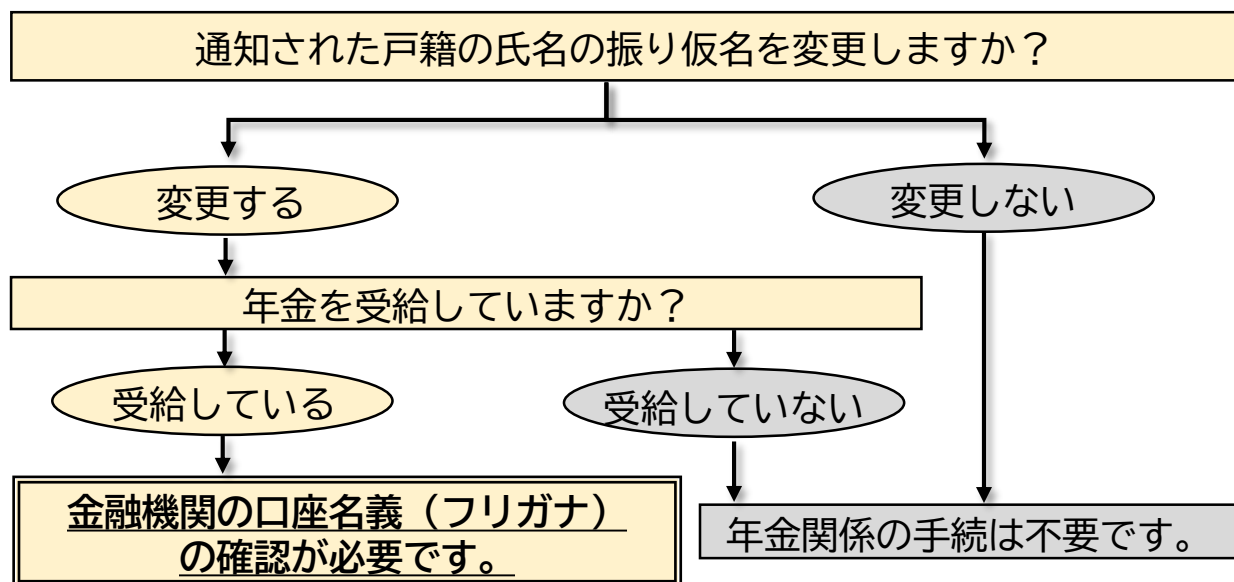 通知された戸籍の氏名の振り仮名を変更しますか？
変更する
変更しない
年金を受給していますか？
受給している
受給していない
金融機関の口座名義（フリガナ）
の確認が必要です。
年金関係の手続は不要です。